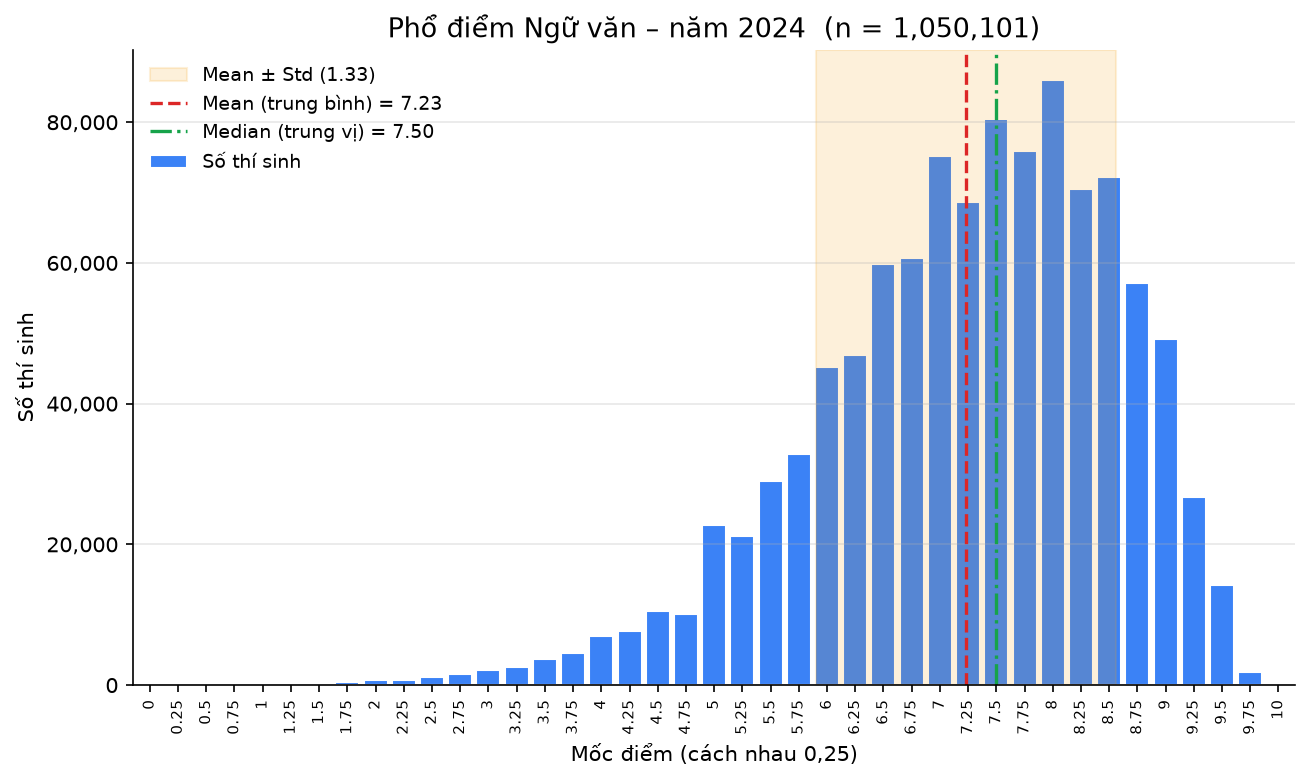 Phổ điểm Ngữ văn – năm 2024 (n = 1,050,101)
Mean ± Std (1.33)
Mean (trung bình) = 7.23
Median (trung vị) = 7.50
Số thí sinh
Số thí sinh
80,000
60,000
40,000
20,000
0
0 0.25 0.5 0.75 1 1.25 1.5 1.75 2 2.25 2.5 2.75 3 3.25 3.5 3.75 4 4.25 4.5 4.75 5 5.25 5.5 5.75 6 6.25 6.5 6.75 7 7.25 7.5 7.75 8 8.25 8.5 8.75 9 9.25 9.5 9.75 10
Mốc điểm (cách nhau 0,25)